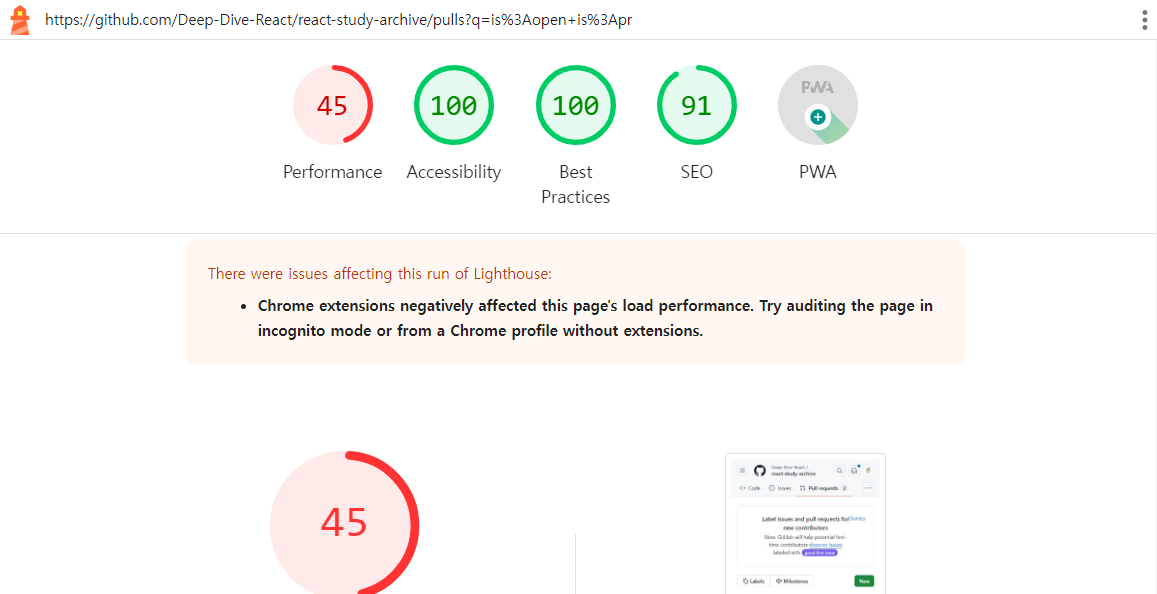 https://github.com/Deep-Dive-React/react-study-archive/pulls?q=is%3Aopen+is%3Apr
45
100
100
91
PWA
Performance
Accessibility
Best
Practices
SEO
PWA
There were issues affecting this run of Lighthouse:
• Chrome extensions negatively affected this page's load performance. Try auditing the page in
incognito mode or from a Chrome profile without extensions.
45
Deep-Dive-React /
react-study-archive
Code
Issues
Pull requests 2
Label issues and pull requests for
new contributors
Dismiss
Now, GitHub will help potential first-
time contributors discover issues
labeled with good first issue
Labels
Milestones
New